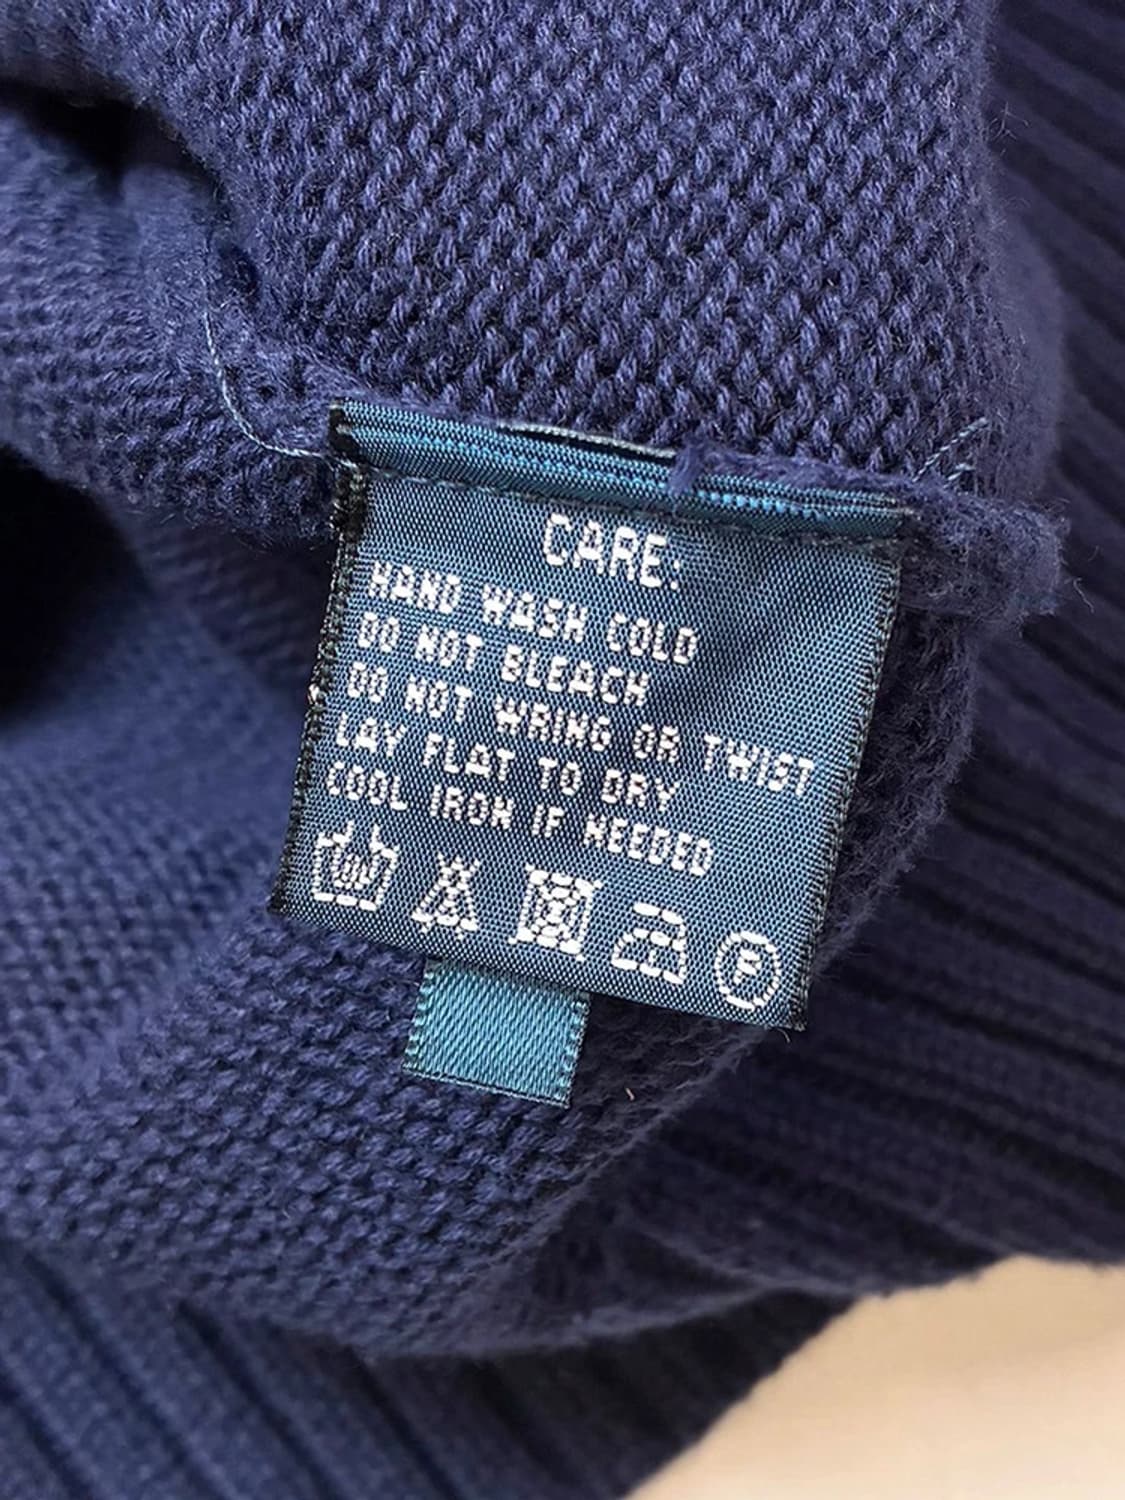 CARE:
HAND WASH COLD
DO NOT BLEACH
DO NOT WRING OR TWIST
LAY FLAT TO DRY
COOL IRON IF NEEDED
F